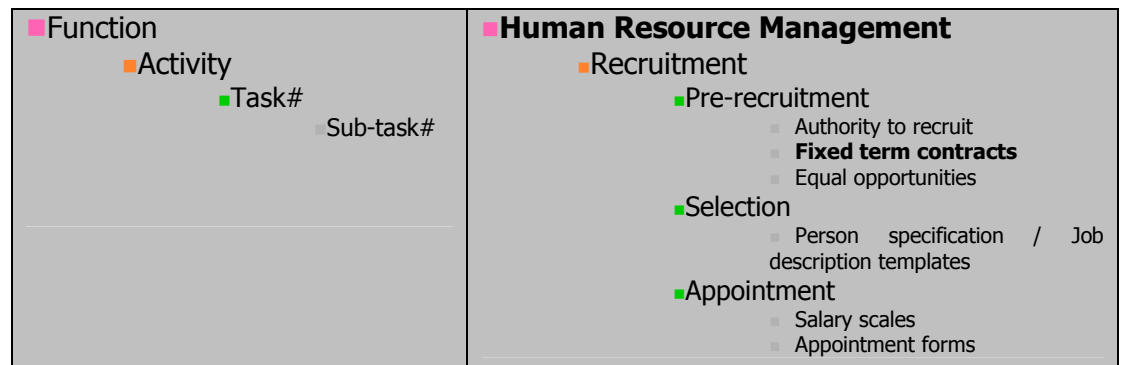 Function
Activity
Task#
Sub-task#
Human Resource Management
Recruitment
Pre-recruitment
Authority to recruit
Fixed term contracts
Equal opportunities
Selection
Person specification / Job
description templates
Appointment
Salary scales
Appointment forms